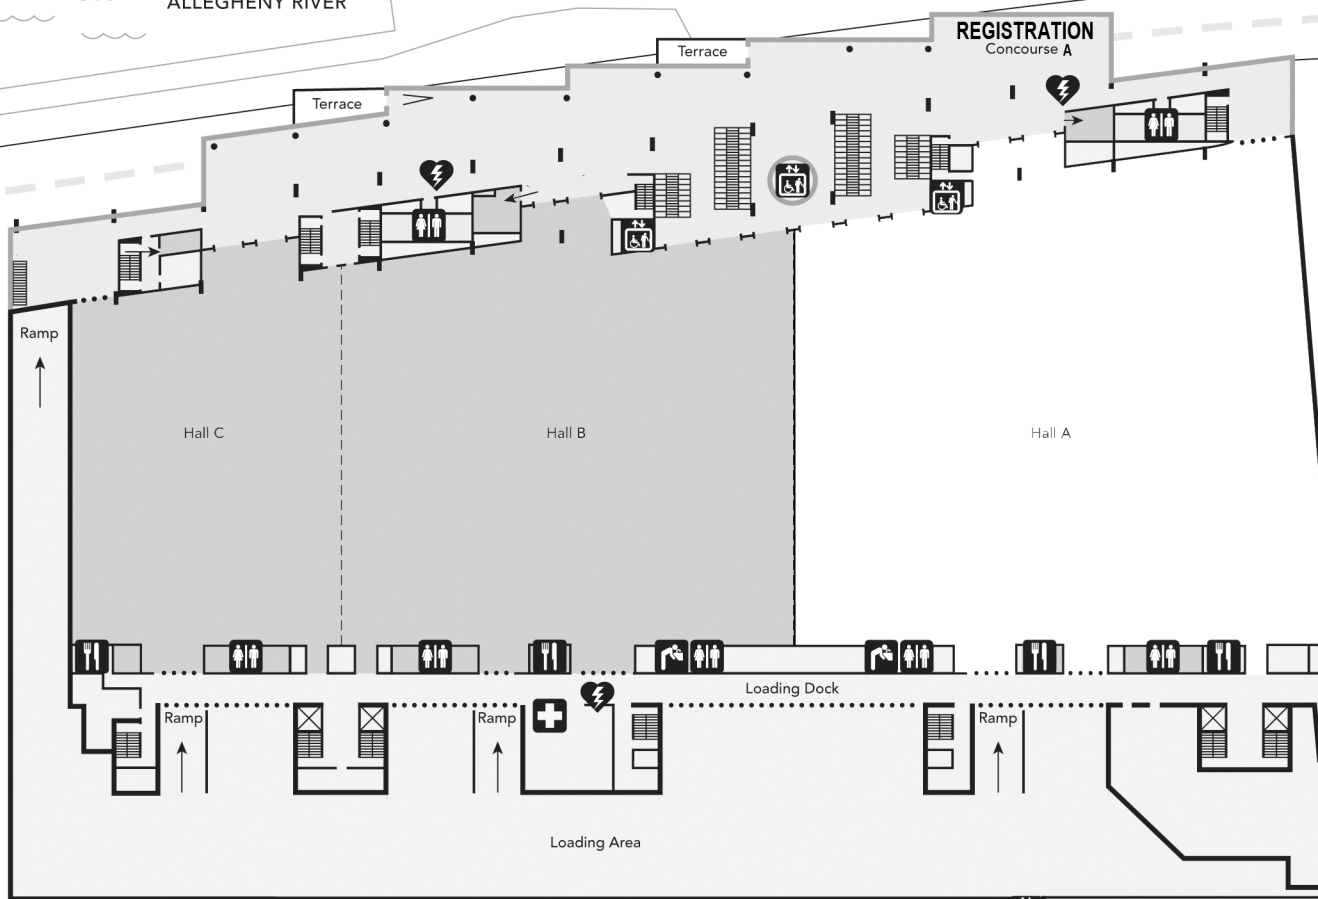 ALLEGHENY RIVER
REGISTRATION
Concourse A
Terrace
Terrace
Ramp
Hall C
Hall B
Hall A
Loading Dock
Ramp
Ramp
Ramp
Loading Area